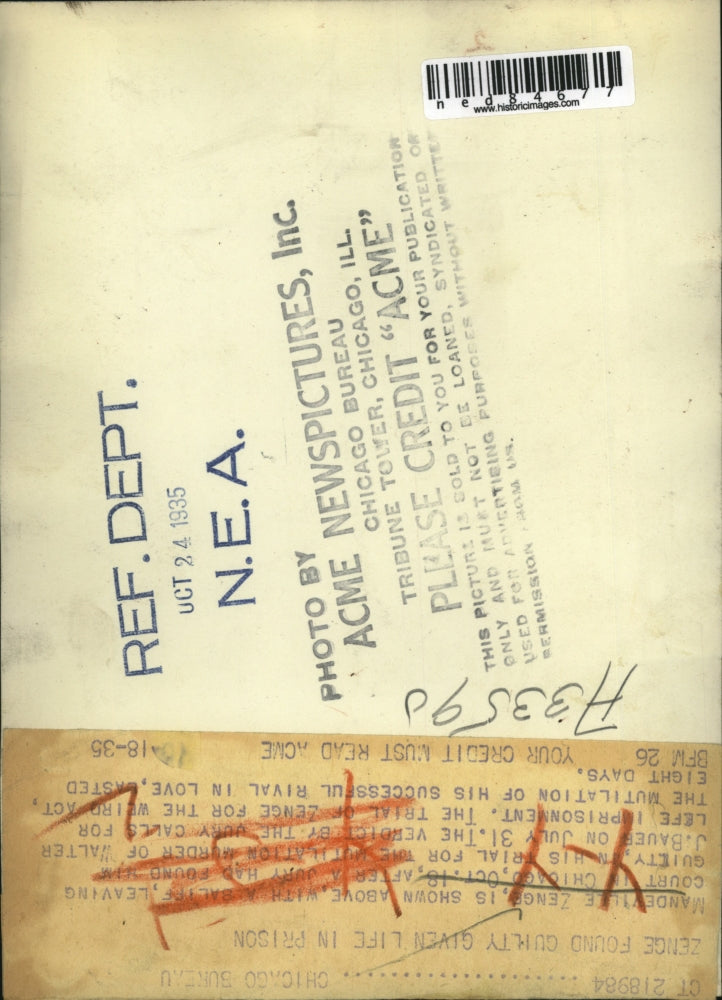 ned84677
www.historicimages.com
REF. DEPT.
OCT 24 1935
N.E.A.
PHOTO BY
ACME NEWSPICTURES, Inc.
CHICAGO BUREAU
TRIBUNE TOWER, CHICAGO, ILL.
PLEASE CREDIT "ACME"
THIS PICTURE IS SOLD TO YOU FOR YOUR PUBLICATION
ONLY AND MUST NOT BE LOANED, SYNDICATED OR
USED FOR ADVERTISING PURPOSES WITHOUT WRITTEN
PERMISSION FROM US.
CT 218984 CHICAGO BUREAU
ZENGE FOUND GUILTY GIVEN LIFE IN PRISON
MANDEVILLE ZENGE, IS SHOWN ABOVE, WITH A BALIFF, LEAVING
COURT IN CHICAGO, OCT. 18, AFTER A JURY HAD FOUND HIM
GUILTY, IN HIS TRIAL FOR THE MUTILATION MURDER OF WALTER
J. BAUER ON JULY 31. THE VERDICT BY THE JURY CALLS FOR
LEFE IMPRISONMENT. THE TRIAL OF ZENGE FOR THE WEIRD ACT,
THE MUTILATION OF HIS SUCCESSFUL RIVAL IN LOVE, LASTED
EIGHT DAYS.
BFM 26 YOUR CREDIT MUST READ ACME 18-35